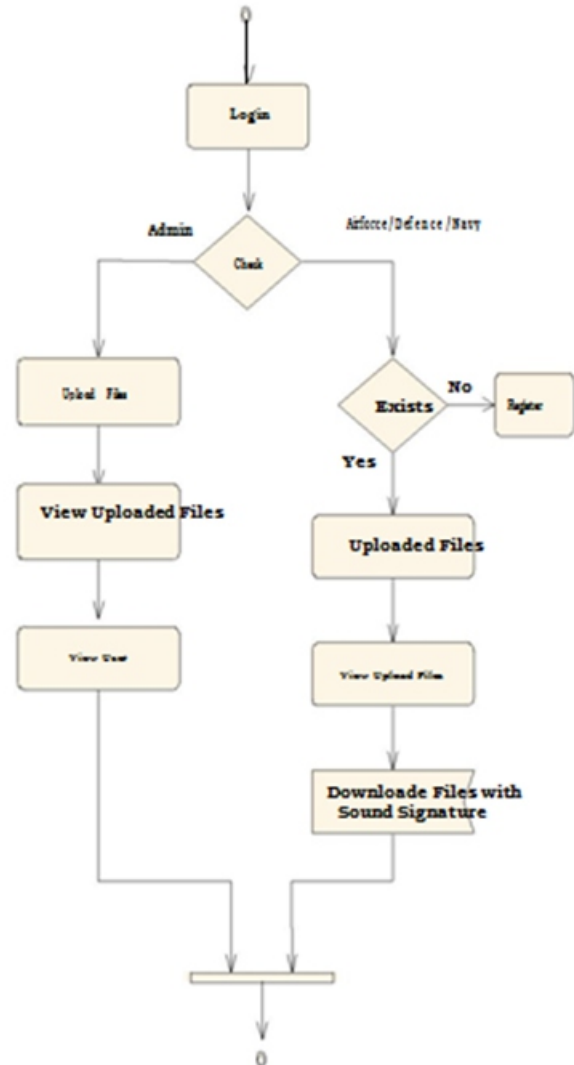 Login
Admin
Airforce/Defence/Navy
Check
Upload Files
Exists
No
Register
Yes
View Uploaded Files
Uploaded Files
View User
View Upload Files
Downloade Files with
Sound Signature